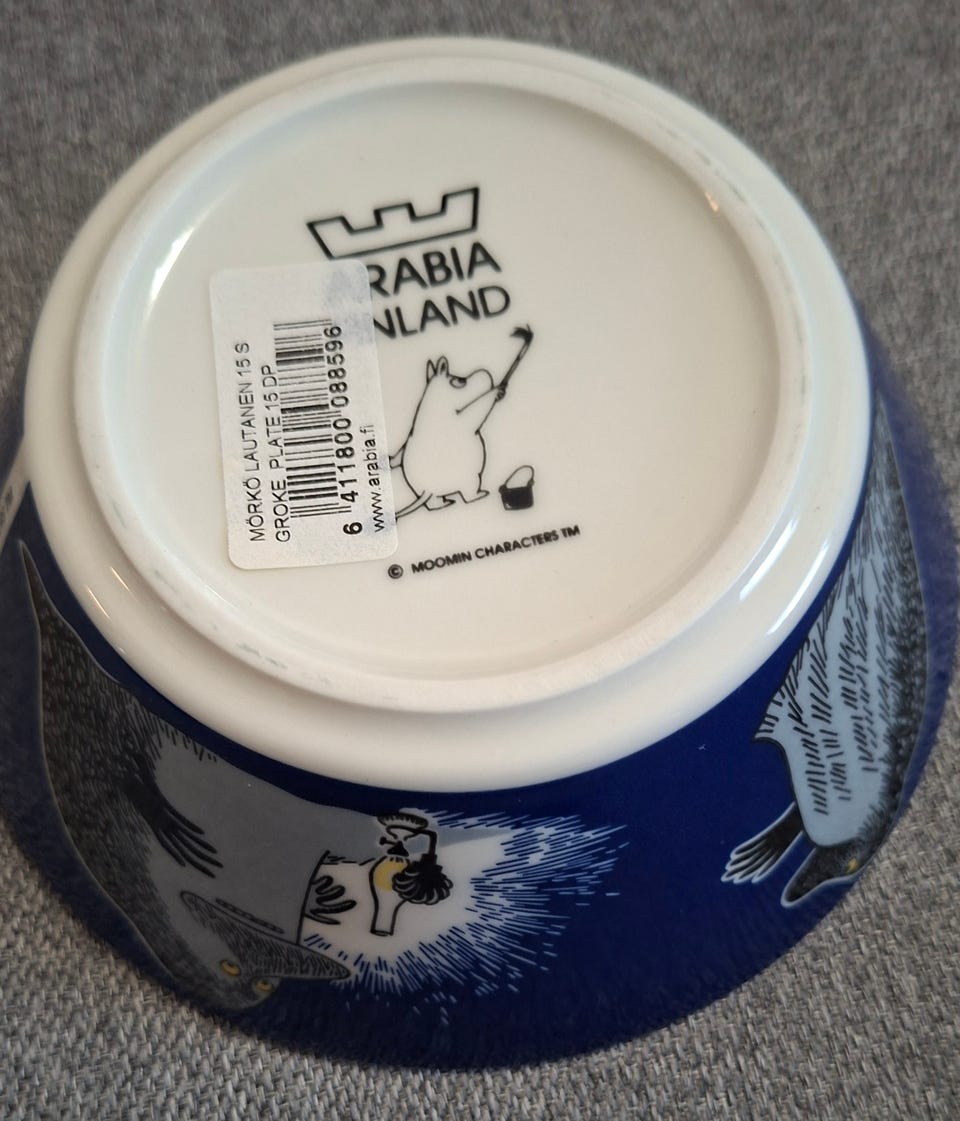 RABIA
NLAND
MÖRKÖ LAUTANEN 15 S
GROKE PLATE 15 DP
6 411800 088596
www.arabia.fi
© MOOMIN CHARACTERS TM